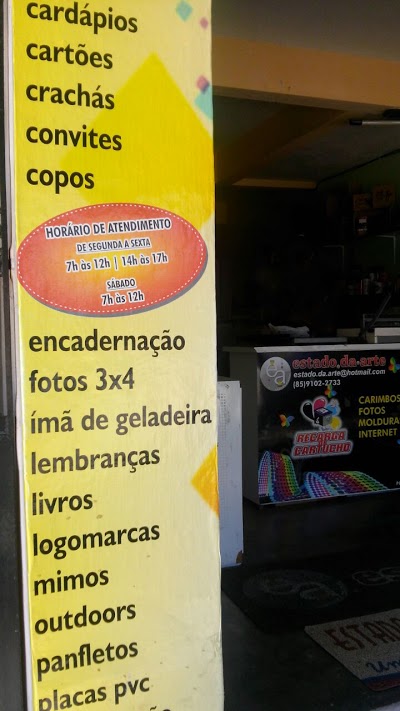 cardápios
cartões
crachás
convites
copos
HORÁRIO DE ATENDIMENTO
DE SEGUNDA A SEXTA
7h às 12h | 14h às 17h
SÁBADO
7h às 12h
encadernação
fotos 3x4
ímã de geladeira
lembranças
livros
logomarcas
mimos
outdoors
panfletos
placas pvc
estado.da-arte
estado.da.arte@hotmail.com
(85)9102-2733
RECARGA
CARTUCHO
CARIMBOS
FOTOS
MOLDURA
INTERNET